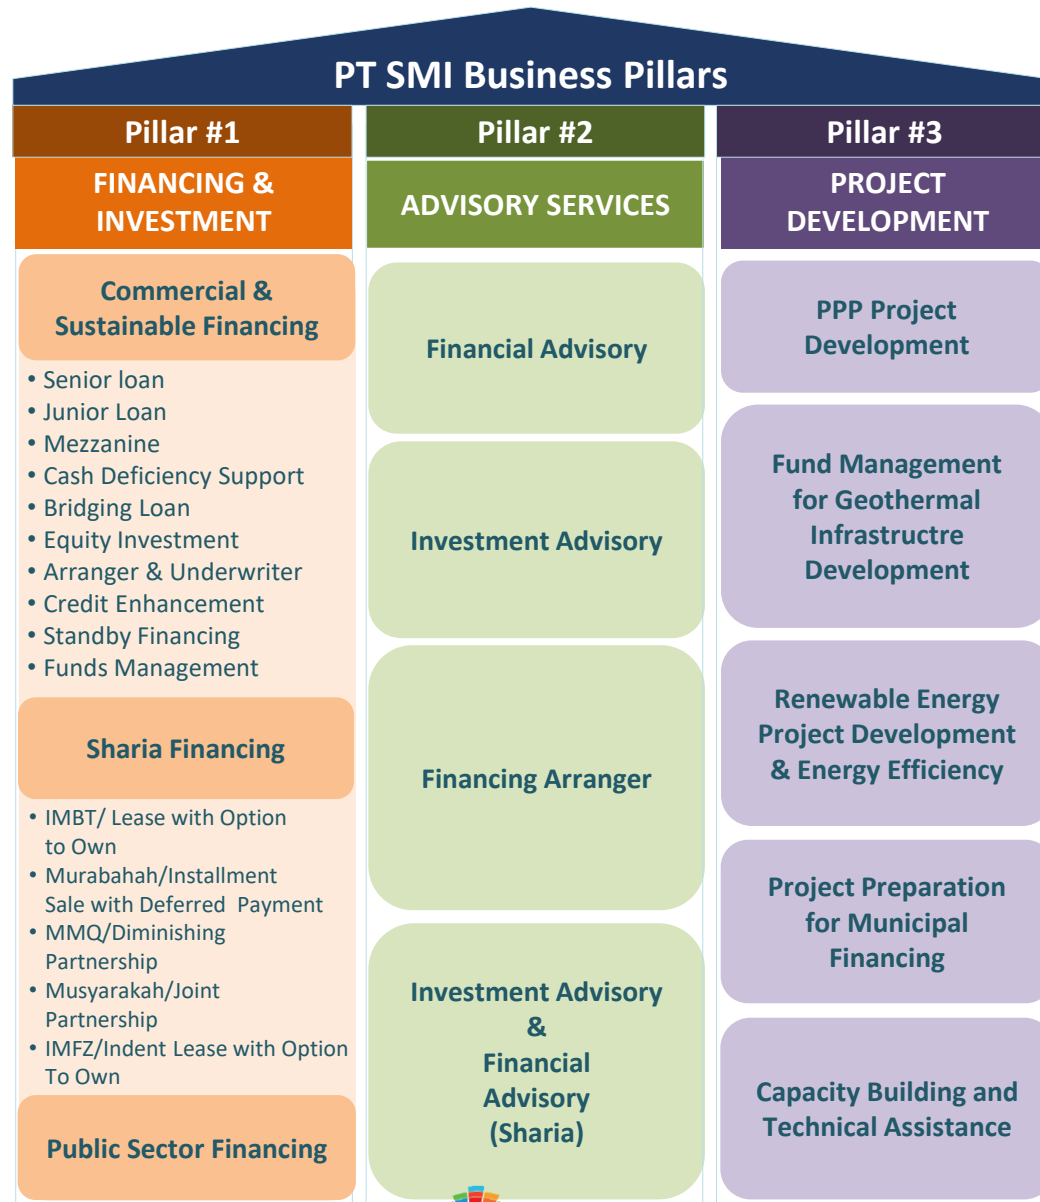 PT SMI Business Pillars
Pillar #1
FINANCING &
INVESTMENT
Commercial &
Sustainable Financing
• Senior loan
• Junior Loan
• Mezzanine
• Cash Deficiency Support
• Bridging Loan
• Equity Investment
• Arranger & Underwriter
• Credit Enhancement
• Standby Financing
• Funds Management
Sharia Financing
• IMBT/ Lease with Option
to Own
• Murabahah/Installment
Sale with Deferred Payment
• MMQ/Diminishing
Partnership
• Musyarakah/Joint
Partnership
• IMFZ/Indent Lease with Option
To Own
Public Sector Financing
Pillar #2
ADVISORY SERVICES
Financial Advisory
Investment Advisory
Financing Arranger
Investment Advisory
&
Financial
Advisory
(Sharia)
Pillar #3
PROJECT
DEVELOPMENT
PPP Project
Development
Fund Management
for Geothermal
Infrastructre
Development
Renewable Energy
Project Development
& Energy Efficiency
Project Preparation
for Municipal
Financing
Capacity Building and
Technical Assistance